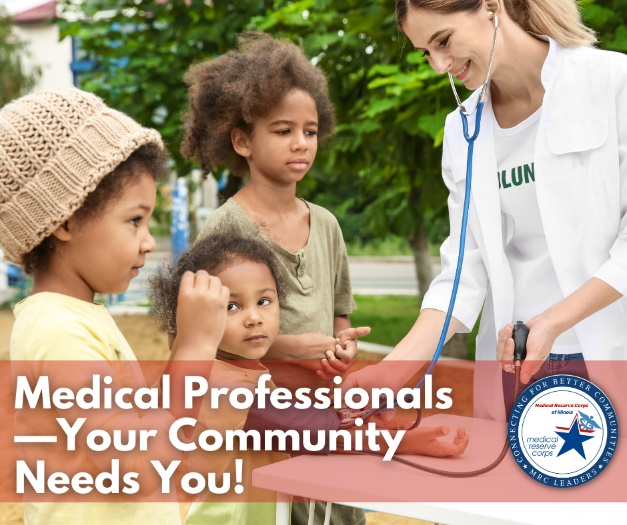 OLUN
Medical Professionals
—Your Community
Needs You!
CONNECTING FOR BETTER COMMUNITIES
Medical Reserve Corps
of Illinois
medical
reserve
corps
MRC LEADERS